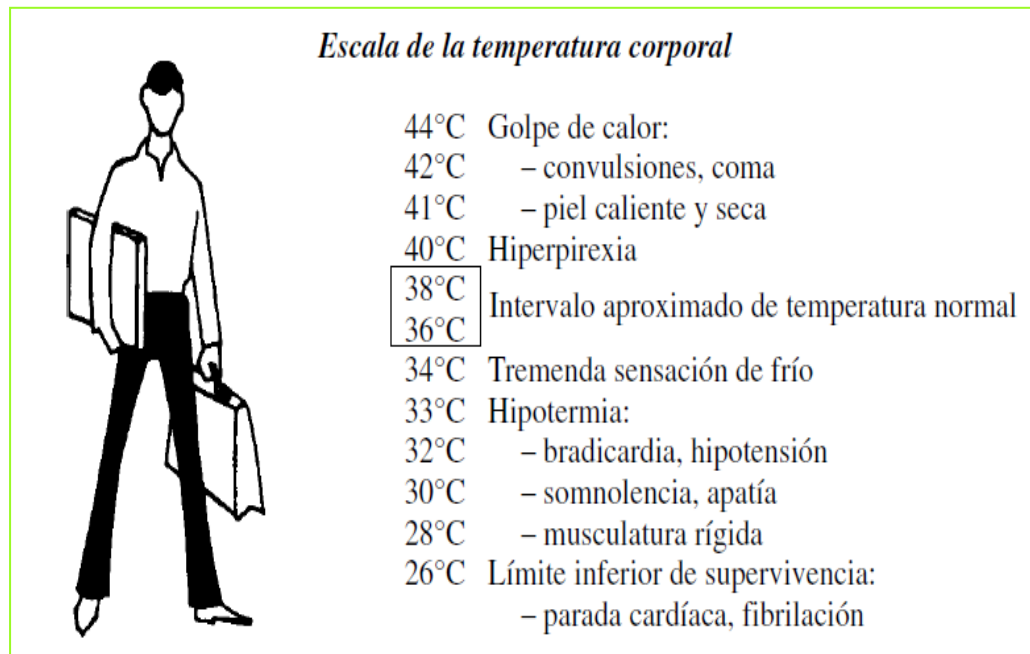 Escala de la temperatura corporal
44°C Golpe de calor:
42°C – convulsiones, coma
41°C – piel caliente y seca
40°C Hiperpirexia
38°C
Intervalo aproximado de temperatura normal
36°C
34°C Tremenda sensación de frío
33°C Hipotermia:
32°C – bradicardia, hipotensión
30°C – somnolencia, apatía
28°C – musculatura rígida
26°C Límite inferior de supervivencia:
– parada cardíaca, fibrilación